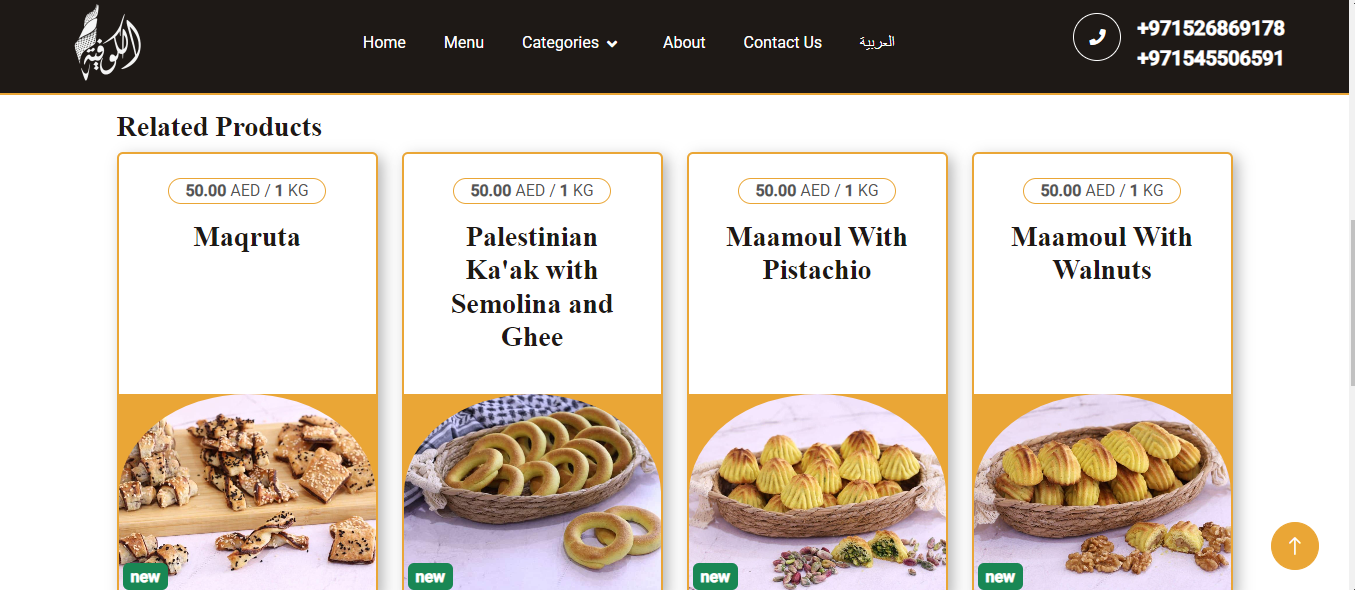 الكوفية
Home
Menu
Categories
About
Contact Us
العربية
+971526869178
+971545506591
Related Products
50.00 AED / 1 KG
Maqruta
new
50.00 AED / 1 KG
Palestinian
Ka'ak with
Semolina and
Ghee
new
50.00 AED / 1 KG
Maamoul With
Pistachio
new
50.00 AED / 1 KG
Maamoul With
Walnuts
new